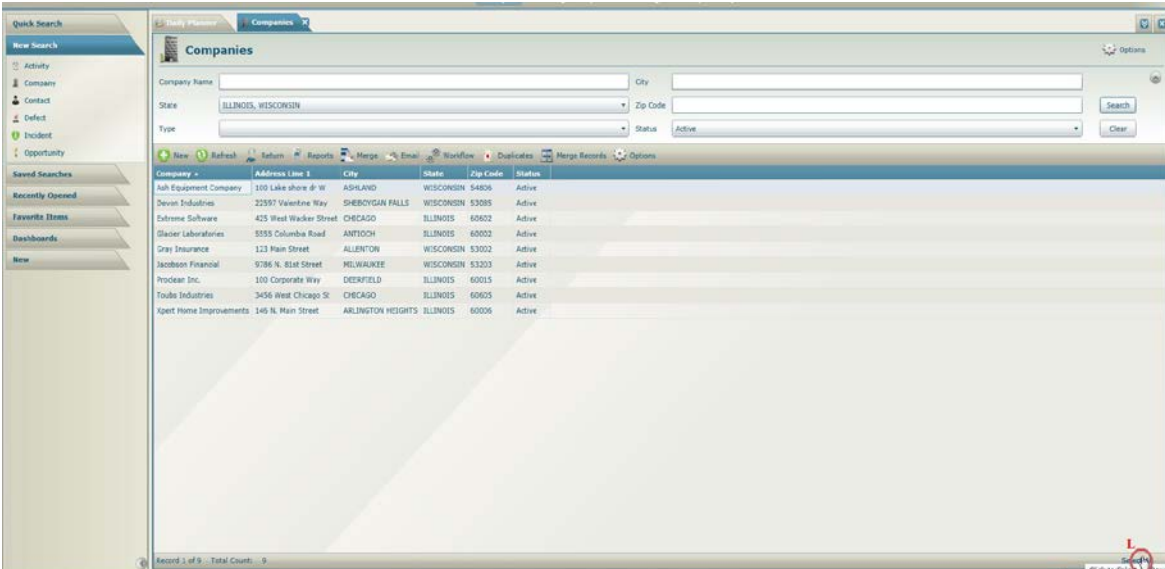 Quick Search
New Search
Activity
Company
Contact
Defect
Incident
Opportunity
Saved Searches
Recently Opened
Favorite Items
Dashboards
New
Daily Planner
Companies
Companies
Options
Company Name
City
State ILLINOIS, WISCONSIN
Zip Code
Search
Type
Status Active
Clear
New Refresh Return Reports Merge Email Workflow Duplicates Merge Records Options
Company Address Line 1 City State Zip Code Status
Ash Equipment Company 100 Lake shore dr W ASHLAND WISCONSIN 54806 Active
Devon Industries 22597 Valentine Way SHEBOYGAN FALLS WISCONSIN 53085 Active
Extreme Software 425 West Wacker Street CHICAGO ILLINOIS 60602 Active
Glacier Laboratories 5555 Columbia Road ANTIOCH ILLINOIS 60002 Active
Gray Insurance 123 Main Street ALLENTON WISCONSIN 53002 Active
Jacobson Financial 9786 N. 81st Street MILWAUKEE WISCONSIN 53203 Active
Proclean Inc. 100 Corporate Way DEERFIELD ILLINOIS 60015 Active
Toubs Industries 3456 West Chicago St CHICAGO ILLINOIS 60605 Active
Xpert Home Improvements 146 N. Main Street ARLINGTON HEIGHTS ILLINOIS 60006 Active
L
Record 1 of 9 Total Count: 9